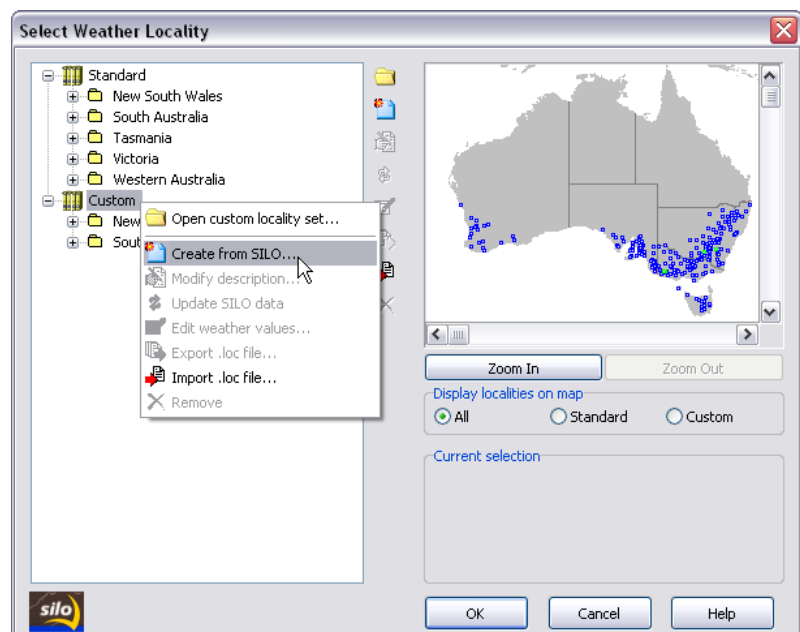 Select Weather Locality
Standard
New South Wales
South Australia
Tasmania
Victoria
Western Australia
Custom
New
Sout
Open custom locality set...
Create from SILO...
Modify description...
Update SILO data
Edit weather values...
Export .loc file...
Import .loc file...
Remove
Zoom In
Zoom Out
Display localities on map
All
Standard
Custom
Current selection
silo
OK
Cancel
Help